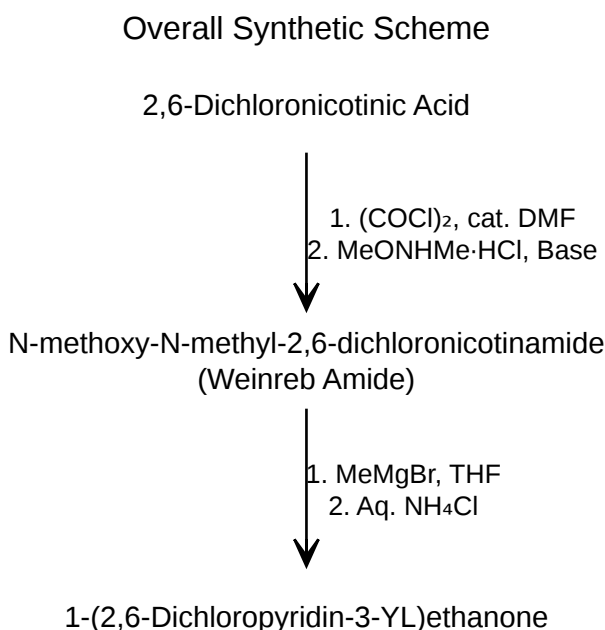 Overall Synthetic Scheme
2,6-Dichloronicotinic Acid
1. (COCl)₂, cat. DMF
2. MeONHMe·HCl, Base
N-methoxy-N-methyl-2,6-dichloronicotinamide
(Weinreb Amide)
1. MeMgBr, THF
2. Aq. NH₄Cl
1-(2,6-Dichloropyridin-3-YL)ethanone